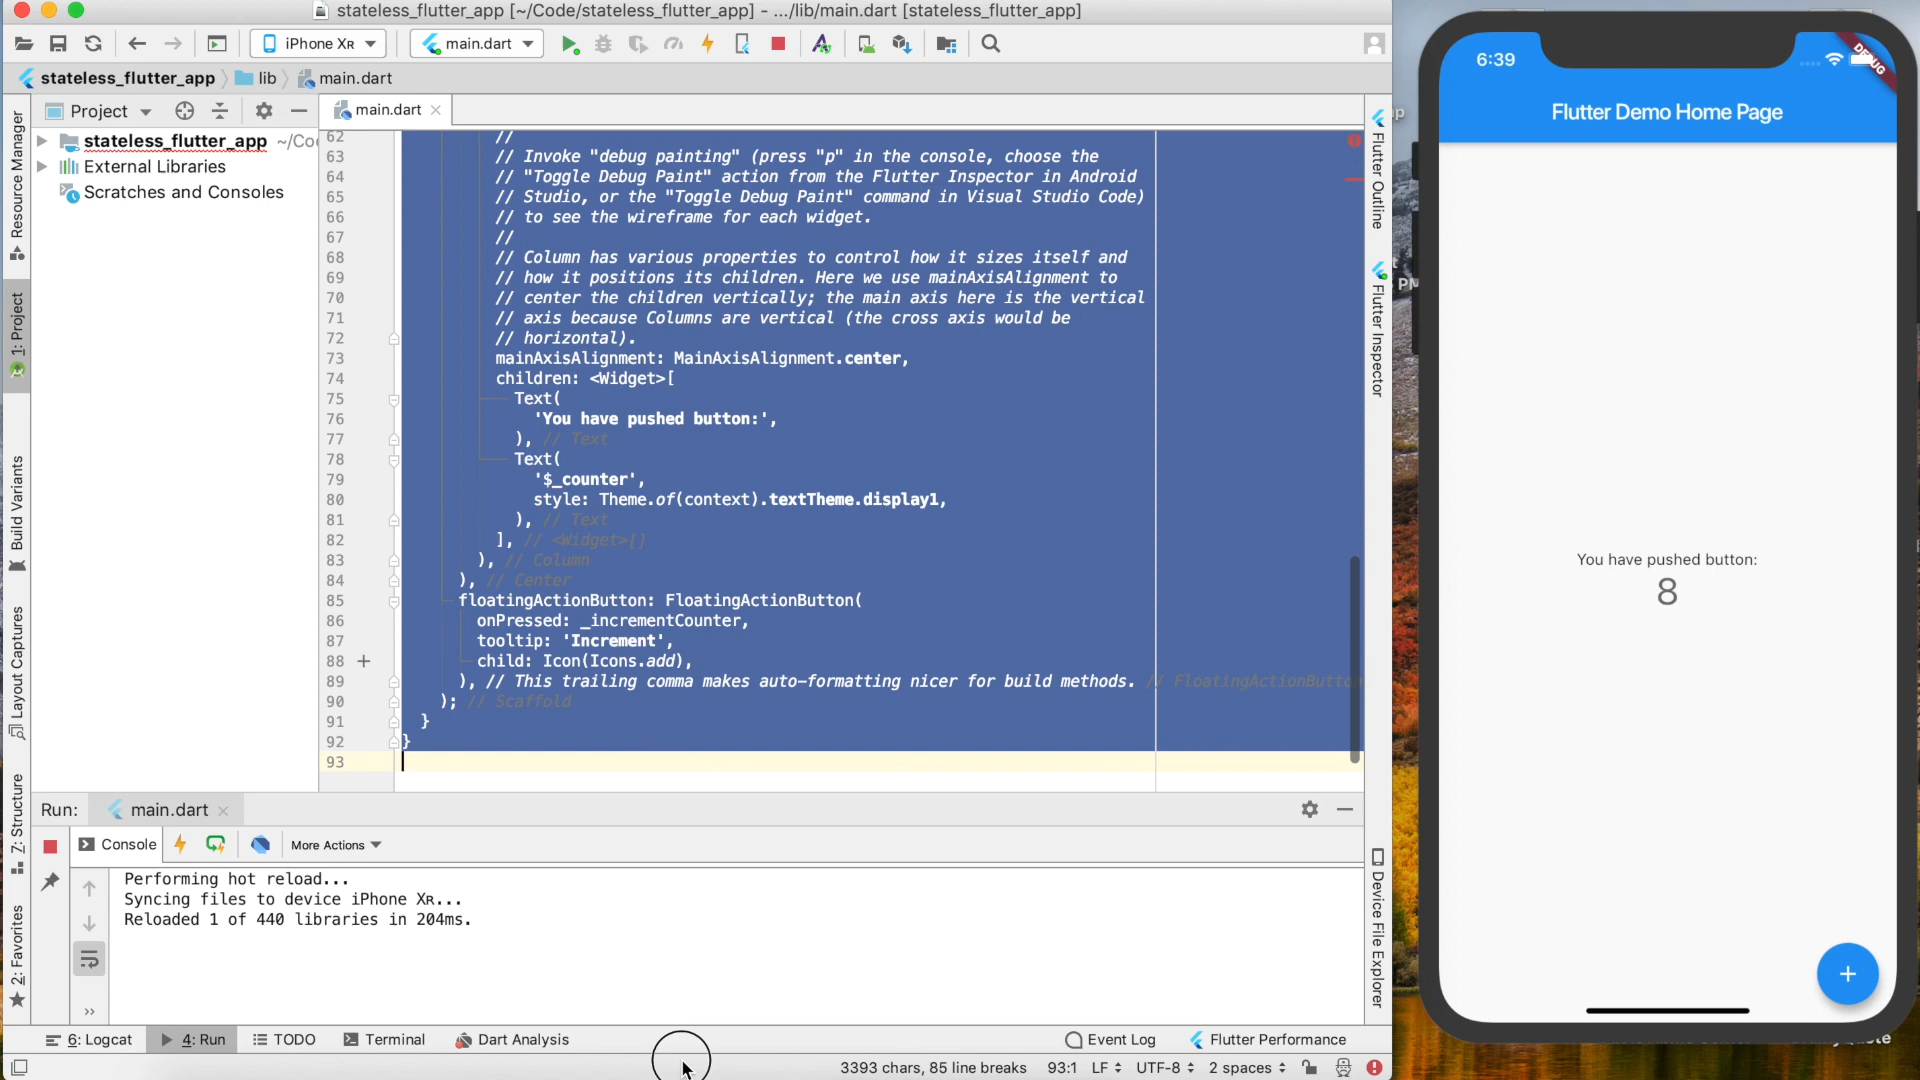 stateless_flutter_app [~/Code/stateless_flutter_app] - .../lib/main.dart [stateless_flutter_app]
iPhone XR
main.dart
stateless_flutter_app
lib
main.dart
Project
main.dart
stateless_flutter_app ~/Co
External Libraries
Scratches and Consoles
Resource Manager
1: Project
Build Variants
Layout Captures
Z: Structure
2: Favorites
62 //
63 // Invoke "debug painting" (press "p" in the console, choose the
64 // "Toggle Debug Paint" action from the Flutter Inspector in Android
65 // Studio, or the "Toggle Debug Paint" command in Visual Studio Code)
66 // to see the wireframe for each widget.
67 //
68 // Column has various properties to control how it sizes itself and
69 // how it positions its children. Here we use mainAxisAlignment to
70 // center the children vertically; the main axis here is the vertical
71 // axis because Columns are vertical (the cross axis would be
72 // horizontal).
73 mainAxisAlignment: MainAxisAlignment.center,
74 children: <Widget>[
75 Text(
76 'You have pushed button:',
77 ), // Text
78 Text(
79 '$_counter',
80 style: Theme.of(context).textTheme.display1,
81 ), // Text
82 ], // <Widget>[]
83 ), // Column
84 ), // Center
85 floatingActionButton: FloatingActionButton(
86 onPressed: _incrementCounter,
87 tooltip: 'Increment',
88 child: Icon(Icons.add),
89 ), // This trailing comma makes auto-formatting nicer for build methods. // FloatingActionButto
90 ); // Scaffold
91 }
92 }
93
Flutter Outline
Flutter Inspector
Device File Explorer
Run: main.dart
Console
More Actions
Performing hot reload...
Syncing files to device iPhone XR...
Reloaded 1 of 440 libraries in 204ms.
6: Logcat
4: Run
TODO
Terminal
Dart Analysis
Event Log
Flutter Performance
3393 chars, 85 line breaks 93:1 LF UTF-8 2 spaces
6:39
DEBUG
Flutter Demo Home Page
You have pushed button:
8
+